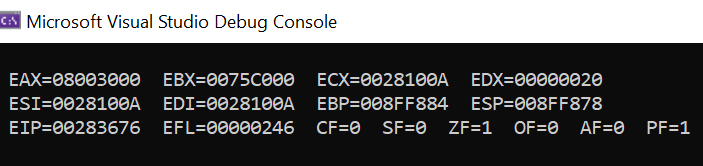 Microsoft Visual Studio Debug Console
EAX=08003000  EBX=0075C000  ECX=0028100A  EDX=00000020
ESI=0028100A  EDI=0028100A  EBP=008FF884  ESP=008FF878
EIP=00283676  EFL=00000246  CF=0  SF=0  ZF=1  OF=0  AF=0  PF=1